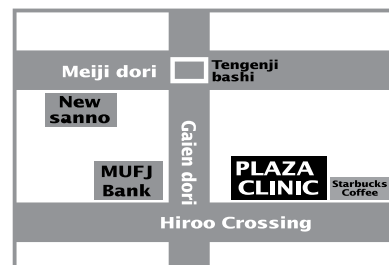 Meiji dori
Tengenji
bashi
New
sanno
Gaien dori
MUFJ
Bank
PLAZA
CLINIC
Starbucks
Coffee
Hiroo Crossing